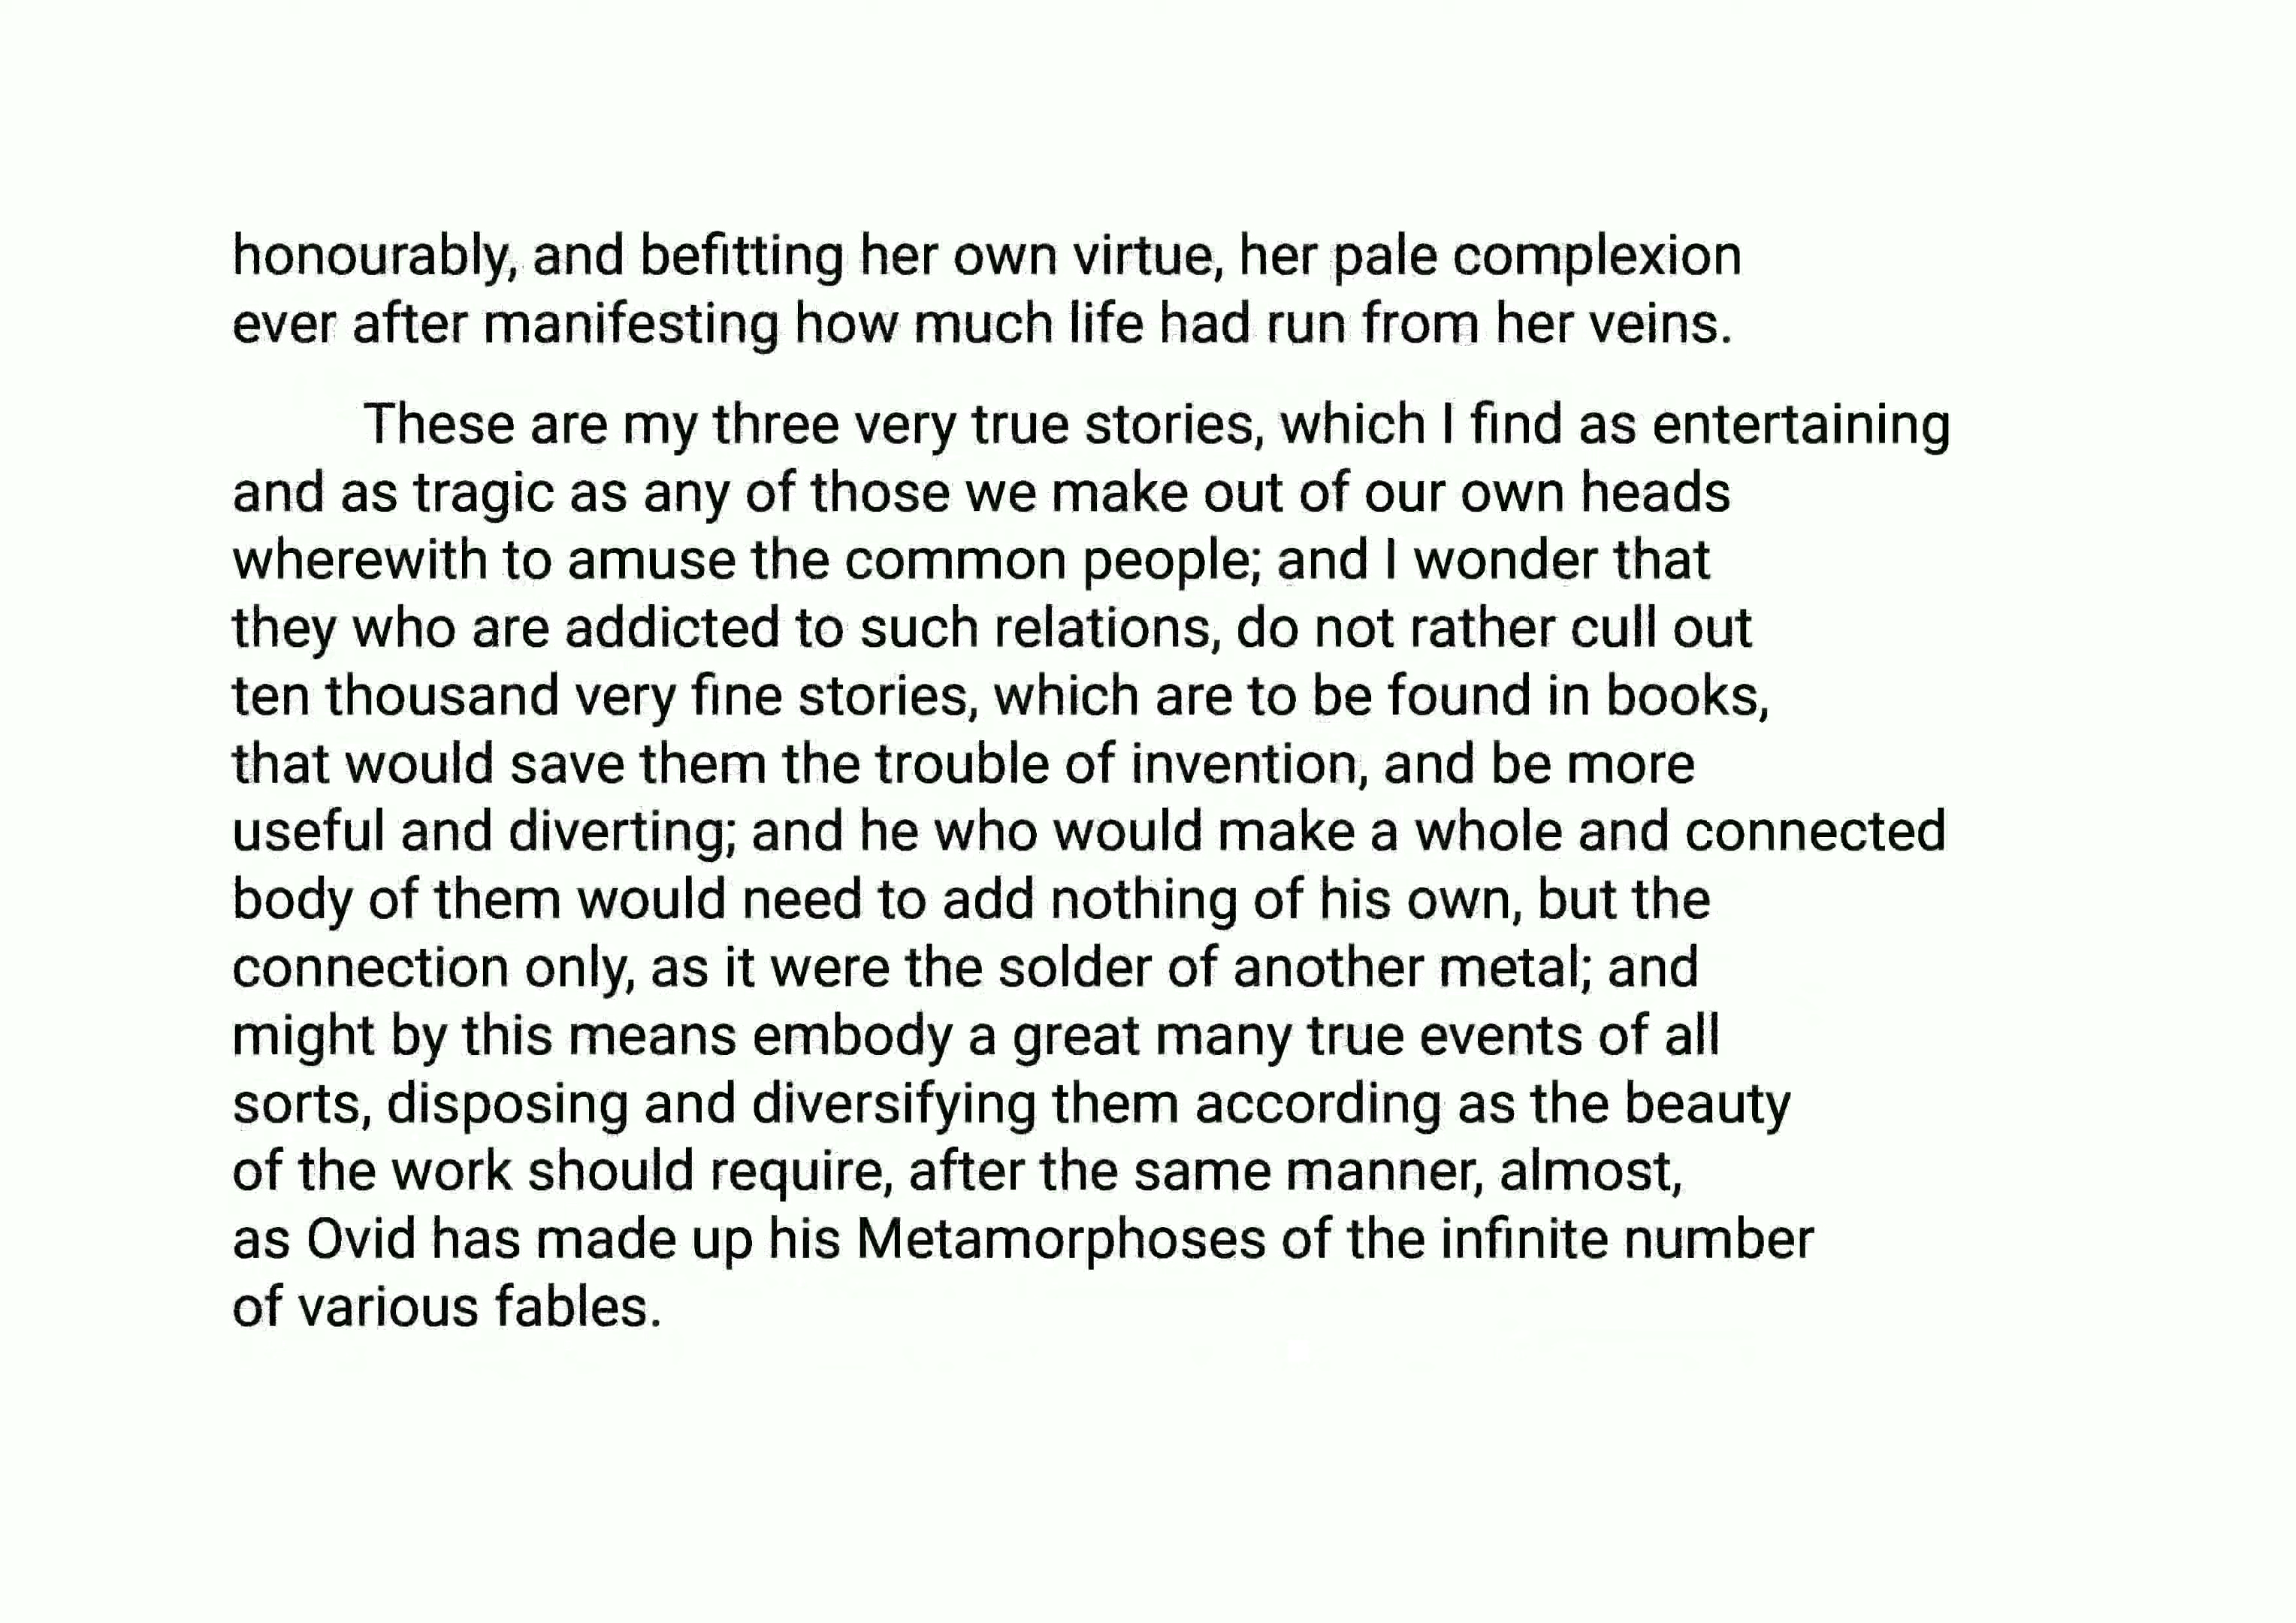 honourably, and befitting her own virtue, her pale complexion
ever after manifesting how much life had run from her veins.
These are my three very true stories, which I find as entertaining
and as tragic as any of those we make out of our own heads
wherewith to amuse the common people; and I wonder that
they who are addicted to such relations, do not rather cull out
ten thousand very fine stories, which are to be found in books,
that would save them the trouble of invention, and be more
useful and diverting; and he who would make a whole and connected
body of them would need to add nothing of his own, but the
connection only, as it were the solder of another metal; and
might by this means embody a great many true events of all
sorts, disposing and diversifying them according as the beauty
of the work should require, after the same manner, almost,
as Ovid has made up his Metamorphoses of the infinite number
of various fables.